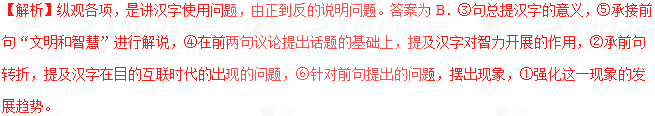 【解析】纵观各项，是讲汉字使用问题，由正到反的说明问题。答案为 B．③句总提汉字的意义，⑤承接前
句“文明和智慧”进行解说，④在前两句议论提出话题的基础上，提及汉字对智力开展的作用，②承前句
转折，提及汉字在目的互联时代的出现的问题，⑥针对前句提出的问题，摆出现象，①强化这一现象的发
展趋势。